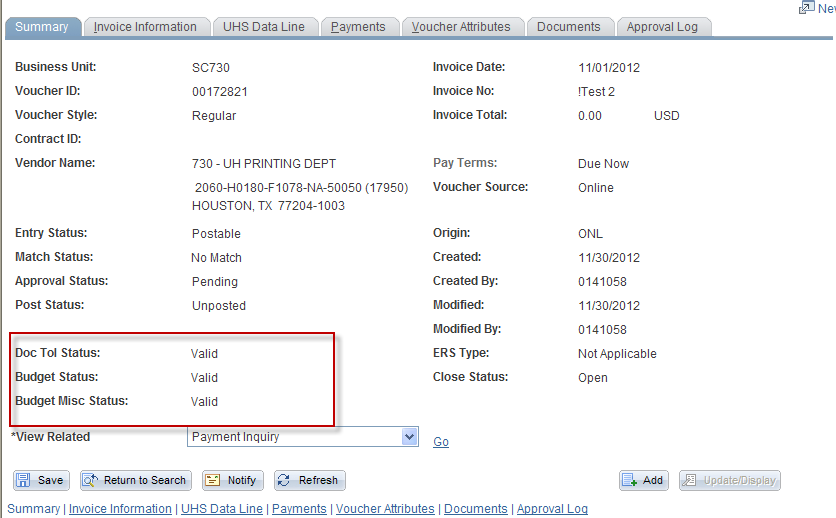 New
Summary Invoice Information UHS Data Line Payments Voucher Attributes Documents Approval Log
Business Unit: SC730 Invoice Date: 11/01/2012
Voucher ID: 00172821 Invoice No: !Test 2
Voucher Style: Regular Invoice Total: 0.00 USD
Contract ID:
Vendor Name: 730 - UH PRINTING DEPT Pay Terms: Due Now
2060-H0180-F1078-NA-50050 (17950) Voucher Source: Online
HOUSTON, TX 77204-1003
Entry Status: Postable Origin: ONL
Match Status: No Match Created: 11/30/2012
Approval Status: Pending Created By: 0141058
Post Status: Unposted Modified: 11/30/2012
Modified By: 0141058
Doc Tol Status: Valid ERS Type: Not Applicable
Budget Status: Valid Close Status: Open
Budget Misc Status: Valid
*View Related Payment Inquiry Go
Save Return to Search Notify Refresh Add Update/Display
Summary | Invoice Information | UHS Data Line | Payments | Voucher Attributes | Documents | Approval Log